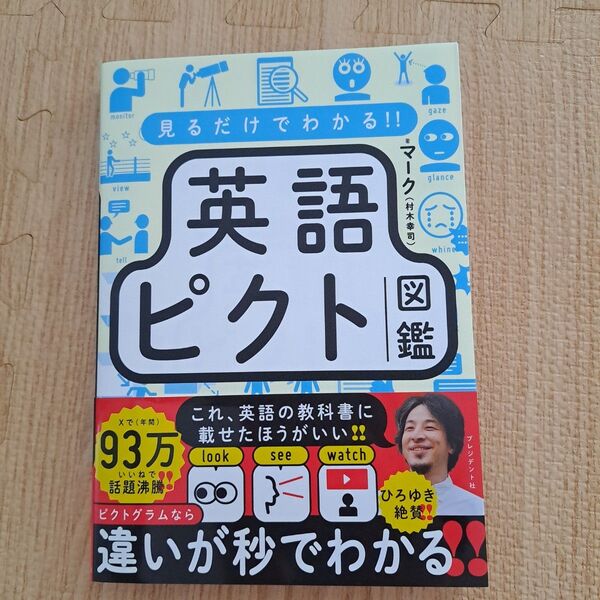 monitor
gaze
見るだけでわかる!!
著 マーク(村木幸司)
view
glance
tell
whine
英語
ピクト
図鑑
これ、英語の教科書に
載せたほうがいい!!
Xで(年間)
93万
いいねで
話題沸騰!!
look
see
watch
プレジデント社
ひろゆき
絶賛!!
ピクトグラムなら
違いが秒でわかる!!